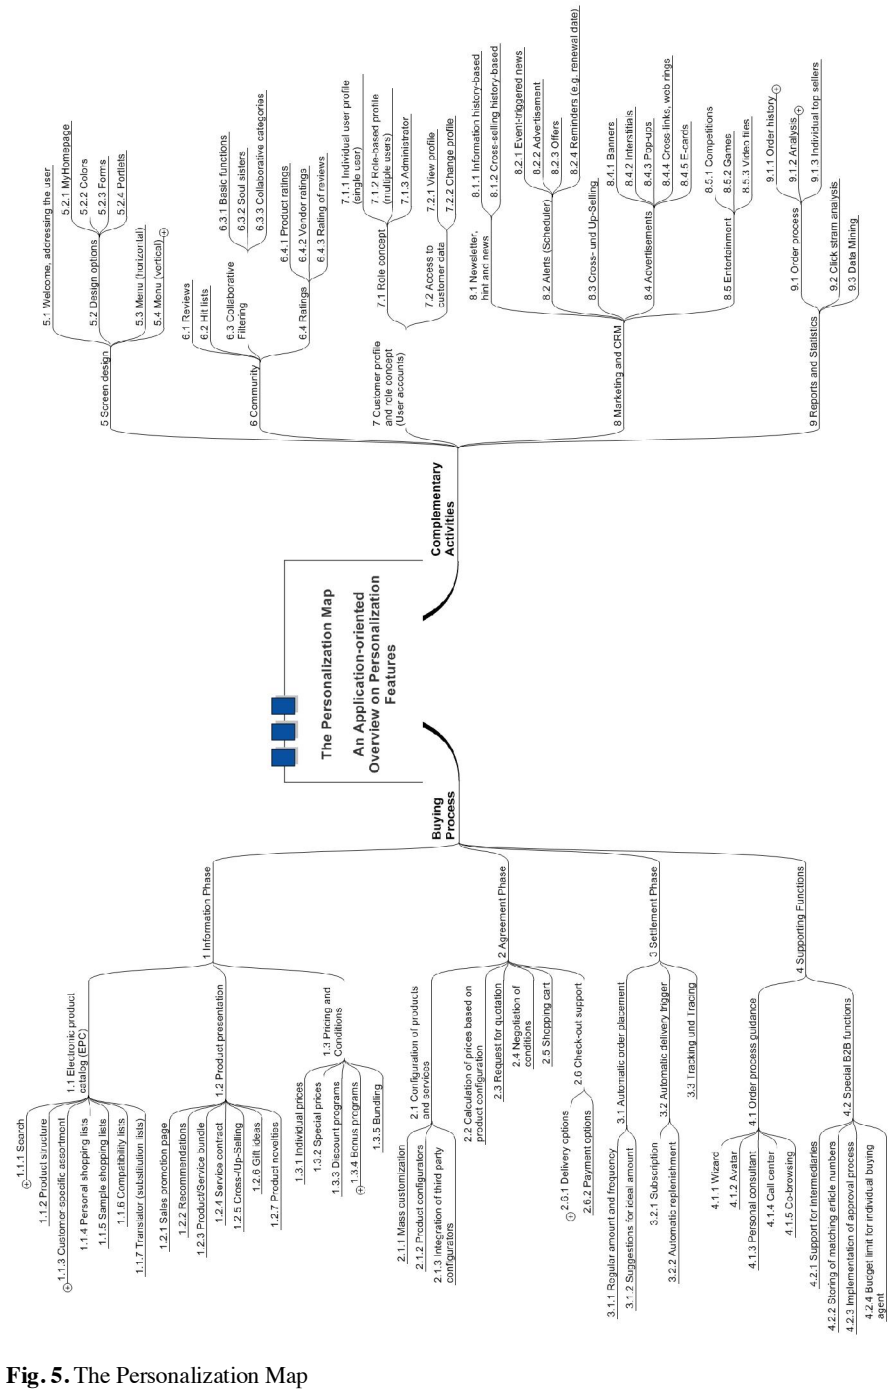 The Personalization Map
An Application-oriented
Overview on Personalization
Features
Buying
Process
1 Information Phase
1.1 Electronic product
catalog (EPC)
1.1.1 Search
1.1.2 Product structure
1.1.3 Customer-specific assortment
1.1.4 Personal shopping lists
1.1.5 Sample shopping lists
1.1.6 Compatibility lists
1.1.7 Translator (substitution lists)
1.2 Product presentation
1.2.1 Sales promotion page
1.2.2 Recommendations
1.2.3 Product/Service bundle
1.2.4 Service contract
1.2.5 Cross-/Up-Selling
1.2.6 Gift ideas
1.2.7 Product novelties
1.3 Pricing and
Conditions
1.3.1 Individual prices
1.3.2 Special prices
1.3.3 Discount programs
1.3.4 Bonus programs
1.3.5 Bundling
2 Agreement Phase
2.1 Configuration of products
and services
2.1.1 Mass customization
2.1.2 Product configurators
2.1.3 Integration of third party
configurators
2.2 Calculation of prices based on
product configuration
2.3 Request for quotation
2.4 Negotiation of
conditions
2.5 Shopping cart
2.6 Check-out support
2.6.1 Delivery options
2.6.2 Payment options
3 Settlement Phase
3.1 Automatic order placement
3.1.1 Regular amount and frequency
3.1.2 Suggestions for ideal amount
3.2 Automatic delivery trigger
3.2.1 Subscription
3.2.2 Automatic replenishment
3.3 Tracking und Tracing
4 Supporting Functions
4.1 Order process guidance
4.1.1 Wizard
4.1.2 Avatar
4.1.3 Personal consultant
4.1.4 Call center
4.1.5 Co-browsing
4.2 Special B2B functions
4.2.1 Support for Intermediaries
4.2.2 Storing of matching article numbers
4.2.3 Implementation of approval process
4.2.4 Budget limit for individual buying
agent
Complementary
Activities
5 Screen design
5.1 Welcome, addressing the user
5.2 Design options
5.2.1 MyHomepage
5.2.2 Colors
5.2.3 Forms
5.2.4 Portlets
5.3 Menu (horizontal)
5.4 Menu (vertical)
6 Community
6.1 Reviews
6.2 Hit lists
6.3 Collaborative
Filtering
6.3.1 Basic functions
6.3.2 Soul sisters
6.3.3 Collaborative categories
6.4 Ratings
6.4.1 Product ratings
6.4.2 Vendor ratings
6.4.3 Rating of reviews
7 Customer profile
and role concept
(User accounts)
7.1 Role concept
7.1.1 Individual user profile
(single user)
7.1.2 Role-based profile
(multiple users)
7.1.3 Administrator
7.2 Access to
customer data
7.2.1 View profile
7.2.2 Change profile
8 Marketing and CRM
8.1 Newsletter,
hint and news
8.1.1 Information history-based
8.1.2 Cross-selling history-based
8.2 Alerts (Scheduler)
8.2.1 Event-triggered news
8.2.2 Advertisement
8.2.3 Offers
8.2.4 Reminders (e.g. renewal date)
8.3 Cross- und Up-Selling
8.4 Advertisements
8.4.1 Banners
8.4.2 Interstitials
8.4.3 Pop-ups
8.4.4 Cross links, web rings
8.4.5 E-cards
8.5 Entertainment
8.5.1 Competitions
8.5.2 Games
8.5.3 Video files
9 Reports and Statistics
9.1 Order process
9.1.1 Order history
9.1.2 Analysis
9.1.3 Individual top sellers
9.2 Click stram analysis
9.3 Data Mining
Fig. 5. The Personalization Map